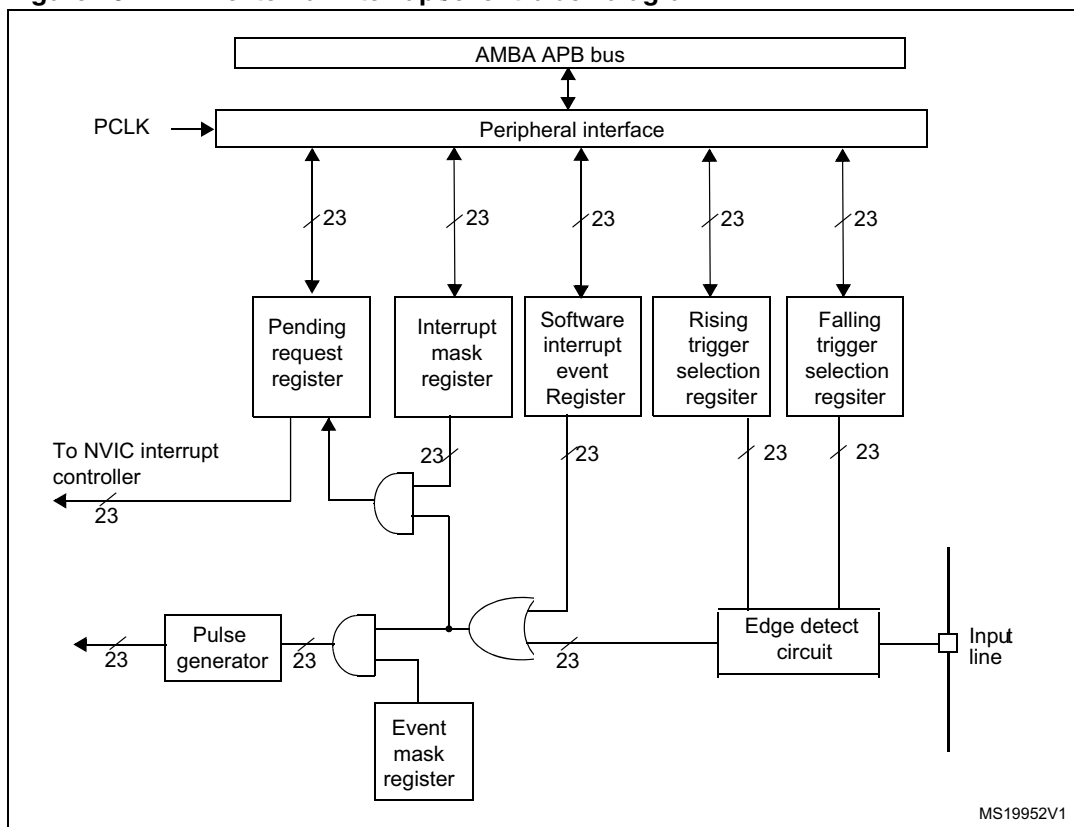 AMBA APB bus
PCLK
Peripheral interface
23
23
23
23
23
Pending
request
register
Interrupt
mask
register
Software
interrupt
event
Register
Rising
trigger
selection
regsiter
Falling
trigger
selection
regsiter
To NVIC interrupt
controller
23
23
23
23
23
Pulse
generator
23
23
23
Edge detect
circuit
Input
line
Event
mask
register
MS19952V1